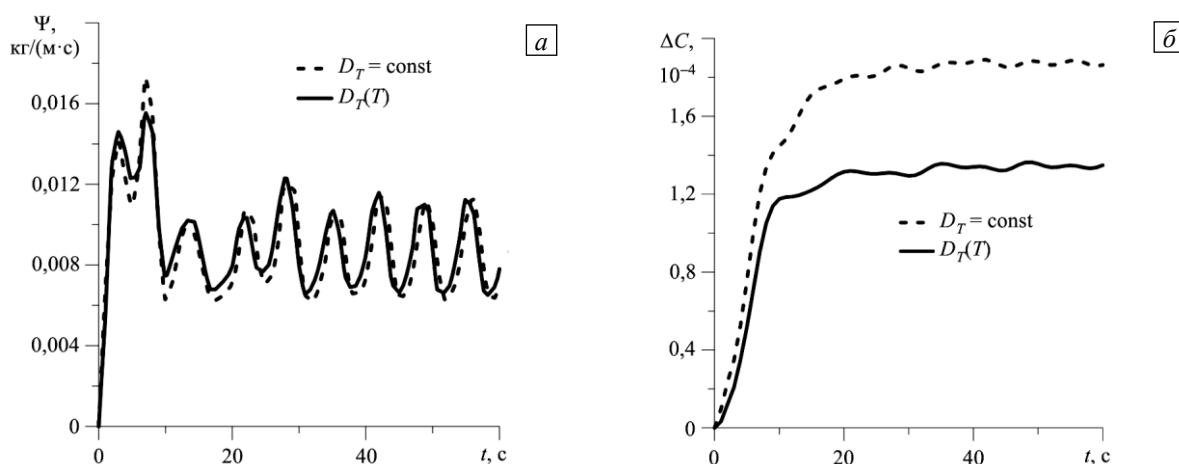 Ψ,
кг/(м·с)
a
D_T = const
D_T(T)
0,016
0,012
0,008
0,004
0
0 20 40 t, с
ΔC,
10⁻⁴
б
1,6
1,2
D_T = const
D_T(T)
0,8
0,4
0
0 20 40 t, с